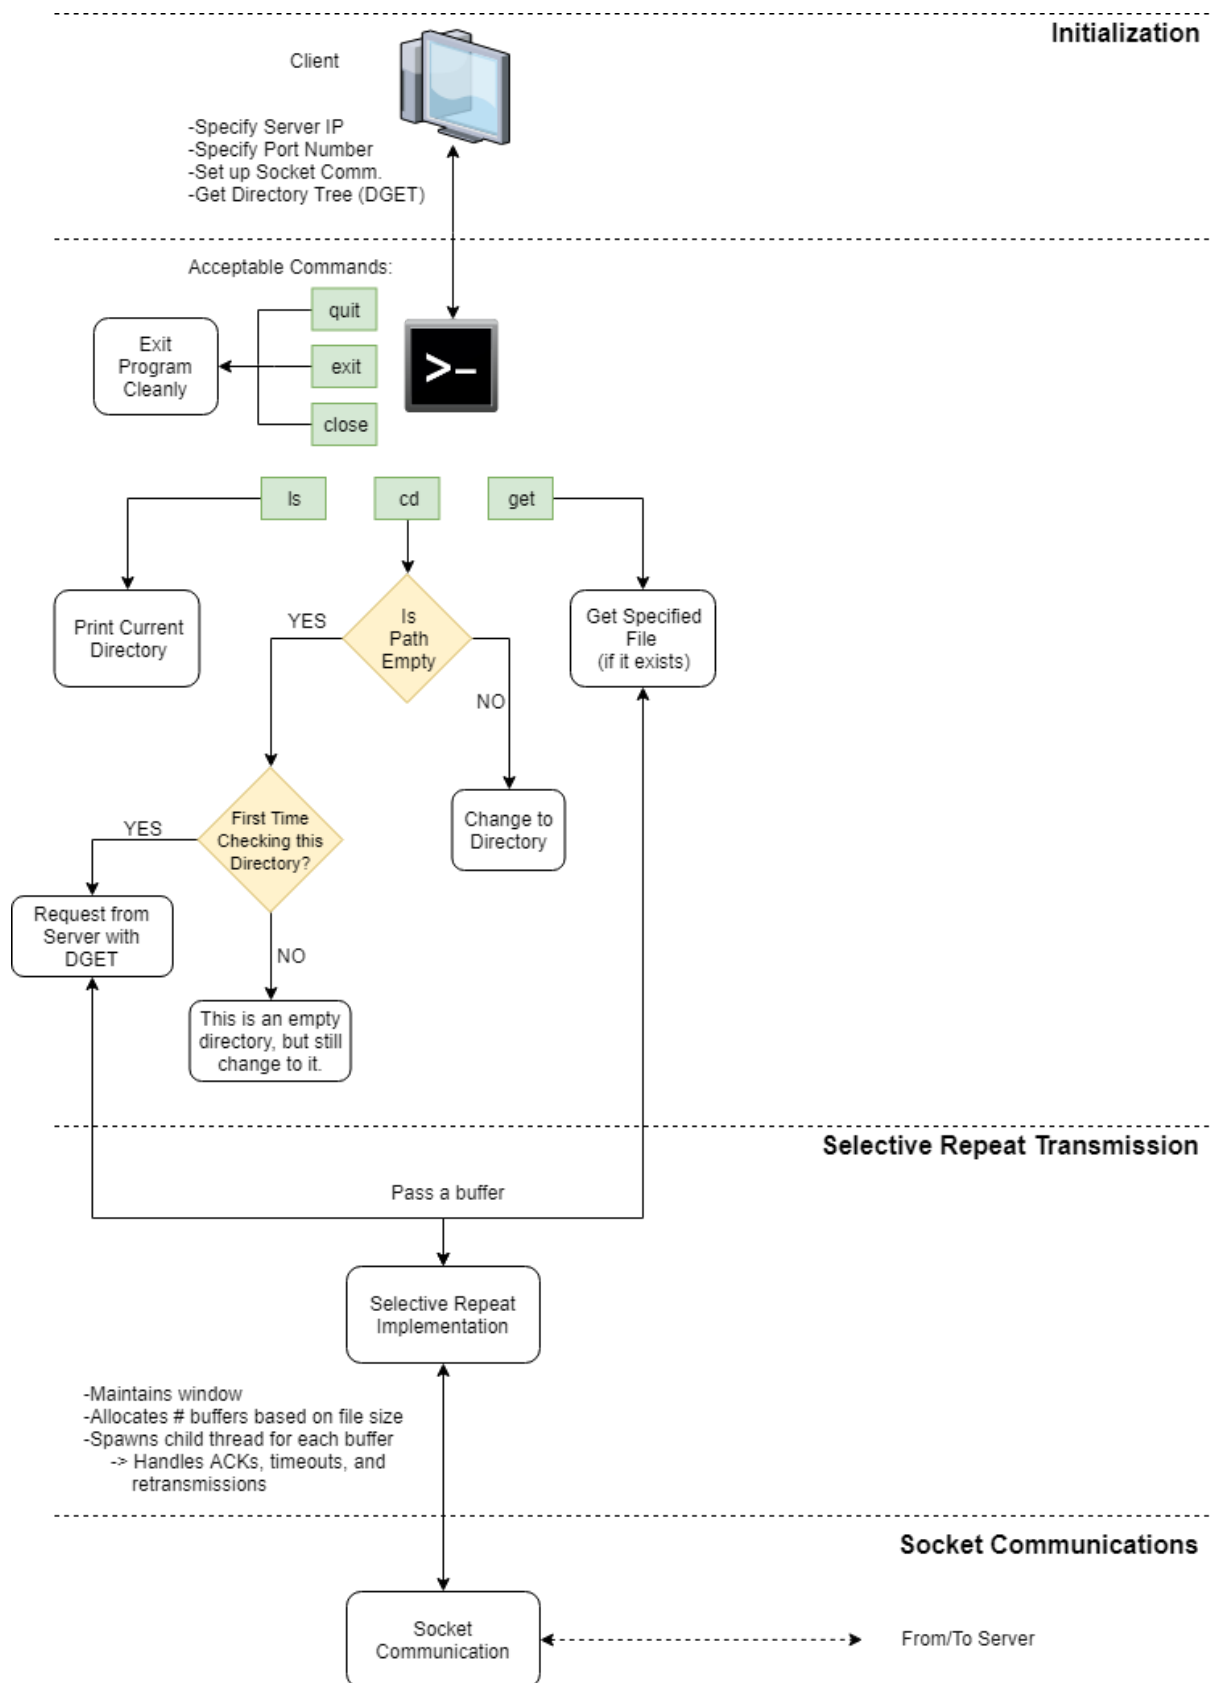 Initialization
Client
-Specify Server IP
-Specify Port Number
-Set up Socket Comm.
-Get Directory Tree (DGET)
Acceptable Commands:
quit
Exit
Program
Cleanly
exit
>-
close
ls
cd
get
Print Current
Directory
YES
Is
Path
Empty
NO
Get Specified
File
(if it exists)
YES
First Time
Checking this
Directory?
Change to
Directory
Request from
Server with
DGET
NO
This is an empty
directory, but still
change to it.
Selective Repeat Transmission
Pass a buffer
Selective Repeat
Implementation
-Maintains window
-Allocates # buffers based on file size
-Spawns child thread for each buffer
-> Handles ACKs, timeouts, and
retransmissions
Socket Communications
Socket
Communication
From/To Server